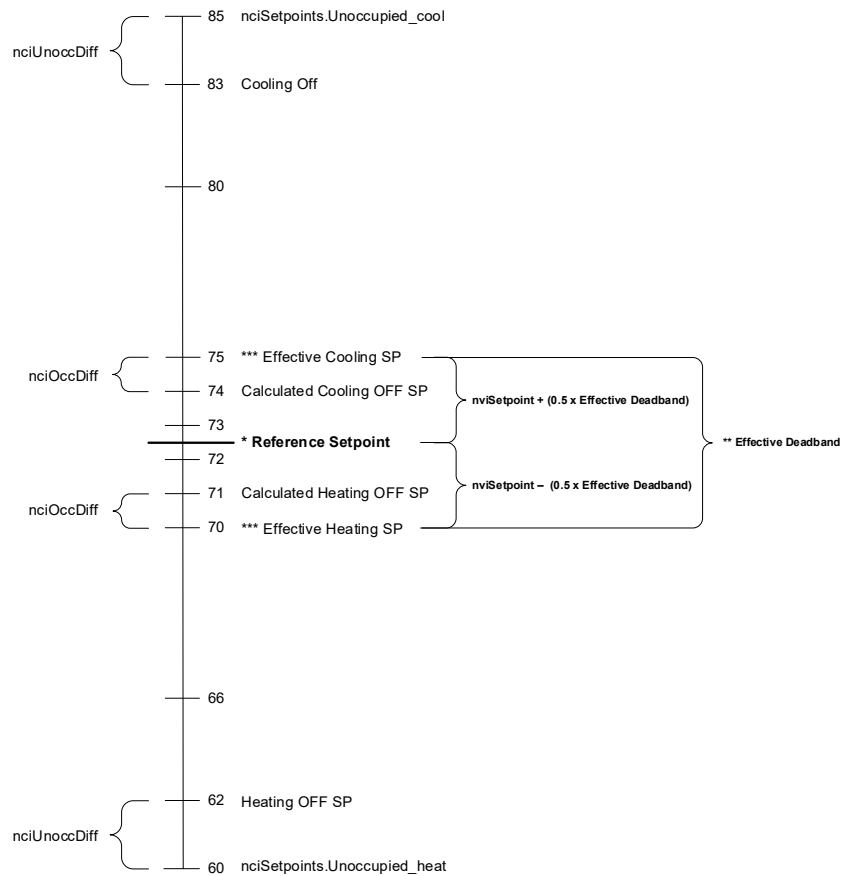 85 nciSetpoints.Unoccupied_cool
nciUnoccDiff
83 Cooling Off
80
75 *** Effective Cooling SP
nciOccDiff
74 Calculated Cooling OFF SP
nviSetpoint + (0.5 x Effective Deadband)
73
* Reference Setpoint
** Effective Deadband
72
nviSetpoint – (0.5 x Effective Deadband)
71 Calculated Heating OFF SP
nciOccDiff
70 *** Effective Heating SP
66
62 Heating OFF SP
nciUnoccDiff
60 nciSetpoints.Unoccupied_heat